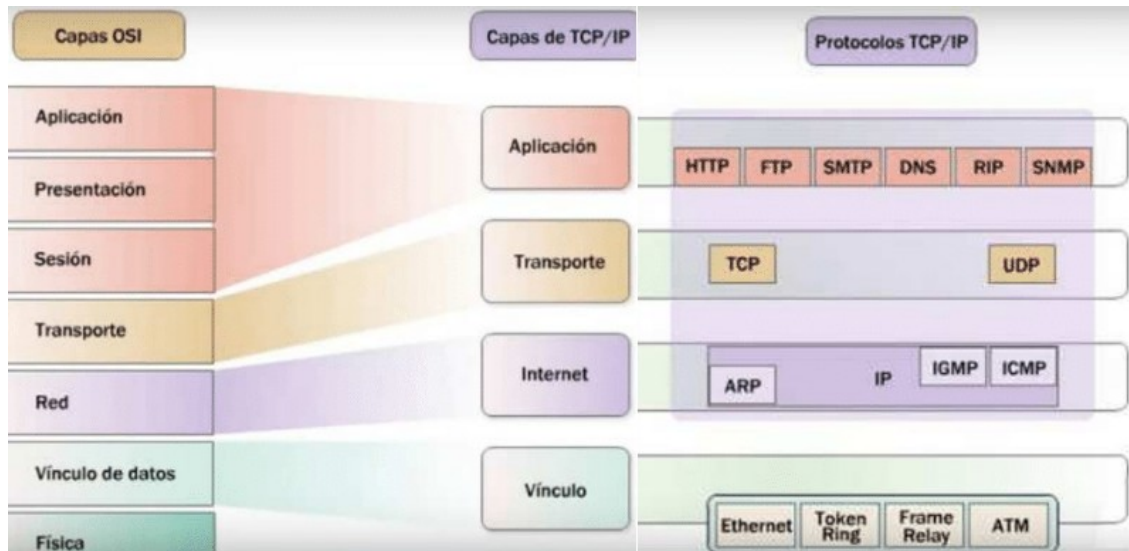 Capas OSI
Capas de TCP/IP
Protocolos TCP/IP
Aplicación
Presentación
Sesión
Transporte
Red
Vínculo de datos
Física
Aplicación
Transporte
Internet
Vínculo
HTTP FTP SMTP DNS RIP SNMP
TCP UDP
ARP IP IGMP ICMP
Ethernet Token Ring Frame Relay ATM